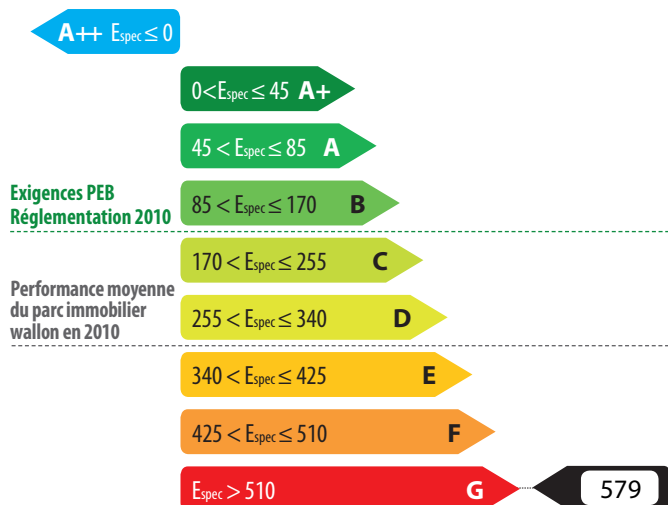 A++ Espec ≤ 0
0<Espec ≤ 45 A+
45 < Espec ≤ 85 A
Exigences PEB
Réglementation 2010
85 < Espec ≤ 170 B
170 < Espec ≤ 255 C
Performance moyenne
du parc immobilier
wallon en 2010
255 < Espec ≤ 340 D
340 < Espec ≤ 425 E
425 < Espec ≤ 510 F
Espec > 510 G 579